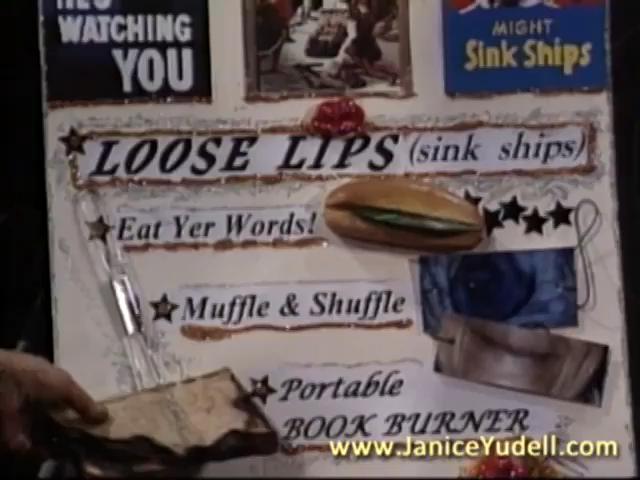 HE'S
WATCHING
YOU
MIGHT
Sink Ships
LOOSE LIPS (sink ships)
Eat Yer Words!
Muffle & Shuffle
Portable
BOOK BURNER
www.JaniceYudell.com